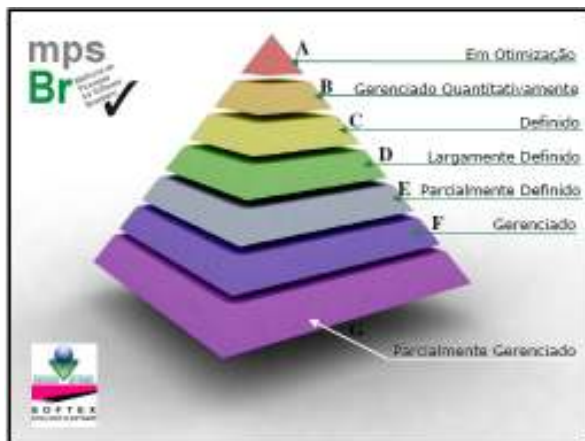 mps
Br
A
Em Otimização
B
Gerenciado Quantitativamente
C
Definido
D
Largamente Definido
E
Parcialmente Definido
F
Gerenciado
G
Parcialmente Gerenciado
SOFTEX